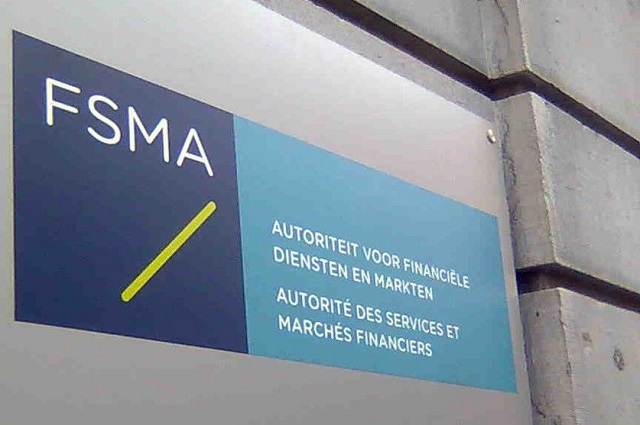 FSMA
AUTORITEIT VOOR FINANCIËLE
DIENSTEN EN MARKTEN
AUTORITÉ DES SERVICES ET
MARCHÉS FINANCIERS